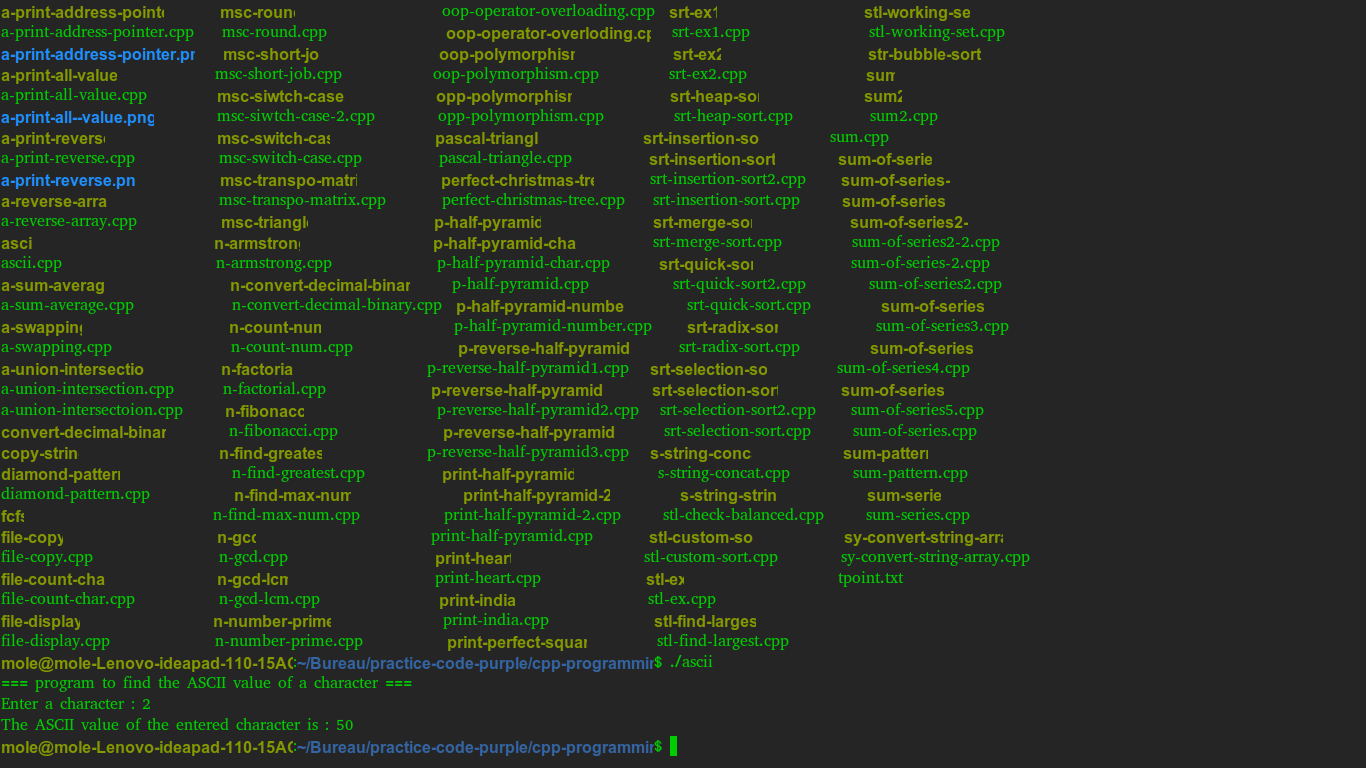 a-print-address-pointe msc-roun oop-operator-overloading.cpp srt-ex1 stl-working-se
a-print-address-pointer.cpp msc-round.cpp oop-operator-overloding.cp srt-ex1.cpp stl-working-set.cpp
a-print-address-pointer.pn msc-short-jo oop-polymorphism srt-ex2 str-bubble-sort
a-print-all-value msc-short-job.cpp oop-polymorphism.cpp srt-ex2.cpp sum
a-print-all-value.cpp msc-siwtch-case opp-polymorphism srt-heap-so sum2
a-print-all--value.png msc-siwtch-case-2.cpp opp-polymorphism.cpp srt-heap-sort.cpp sum2.cpp
a-print-revers msc-switch-cas pascal-triangl srt-insertion-so sum.cpp
a-print-reverse.cpp msc-switch-case.cpp pascal-triangle.cpp srt-insertion-sort sum-of-serie
a-print-reverse.pn msc-transpo-matri perfect-christmas-tre srt-insertion-sort2.cpp sum-of-series-
a-reverse-arra msc-transpo-matrix.cpp perfect-christmas-tree.cpp srt-insertion-sort.cpp sum-of-series
a-reverse-array.cpp msc-triangl p-half-pyramid srt-merge-so sum-of-series2-
asci n-armstron p-half-pyramid-cha srt-merge-sort.cpp sum-of-series2-2.cpp
ascii.cpp n-armstrong.cpp p-half-pyramid-char.cpp srt-quick-so sum-of-series-2.cpp
a-sum-averag n-convert-decimal-binar p-half-pyramid.cpp srt-quick-sort2.cpp sum-of-series2.cpp
a-sum-average.cpp n-convert-decimal-binary.cpp p-half-pyramid-numbe srt-quick-sort.cpp sum-of-series
a-swapping n-count-num p-half-pyramid-number.cpp srt-radix-sor sum-of-series3.cpp
a-swapping.cpp n-count-num.cpp p-reverse-half-pyramid srt-radix-sort.cpp sum-of-series
a-union-intersectio n-factoria p-reverse-half-pyramid1.cpp srt-selection-so sum-of-series4.cpp
a-union-intersection.cpp n-factorial.cpp p-reverse-half-pyramid srt-selection-sort sum-of-series
a-union-intersectoion.cpp n-fibonacc p-reverse-half-pyramid2.cpp srt-selection-sort2.cpp sum-of-series5.cpp
convert-decimal-binar n-fibonacci.cpp p-reverse-half-pyramid srt-selection-sort.cpp sum-of-series.cpp
copy-strin n-find-greates p-reverse-half-pyramid3.cpp s-string-conc sum-pattern
diamond-pattern n-find-greatest.cpp print-half-pyramid s-string-concat.cpp sum-pattern.cpp
diamond-pattern.cpp n-find-max-num print-half-pyramid-2 s-string-strin sum-serie
fcfs n-find-max-num.cpp print-half-pyramid-2.cpp stl-check-balanced.cpp sum-series.cpp
file-copy n-gcd print-half-pyramid.cpp stl-custom-so sy-convert-string-arra
file-copy.cpp n-gcd.cpp print-heart stl-custom-sort.cpp sy-convert-string-array.cpp
file-count-cha n-gcd-lcm print-heart.cpp stl-ex tpoint.txt
file-count-char.cpp n-gcd-lcm.cpp print-india stl-ex.cpp
file-display n-number-prime print-india.cpp stl-find-larges
file-display.cpp n-number-prime.cpp print-perfect-squar stl-find-largest.cpp
mole@mole-Lenovo-ideapad-110-15AC:~/Bureau/practice-code-purple/cpp-programmin$ ./ascii
=== program to find the ASCII value of a character ===
Enter a character : 2
The ASCII value of the entered character is : 50
mole@mole-Lenovo-ideapad-110-15AC:~/Bureau/practice-code-purple/cpp-programmin$